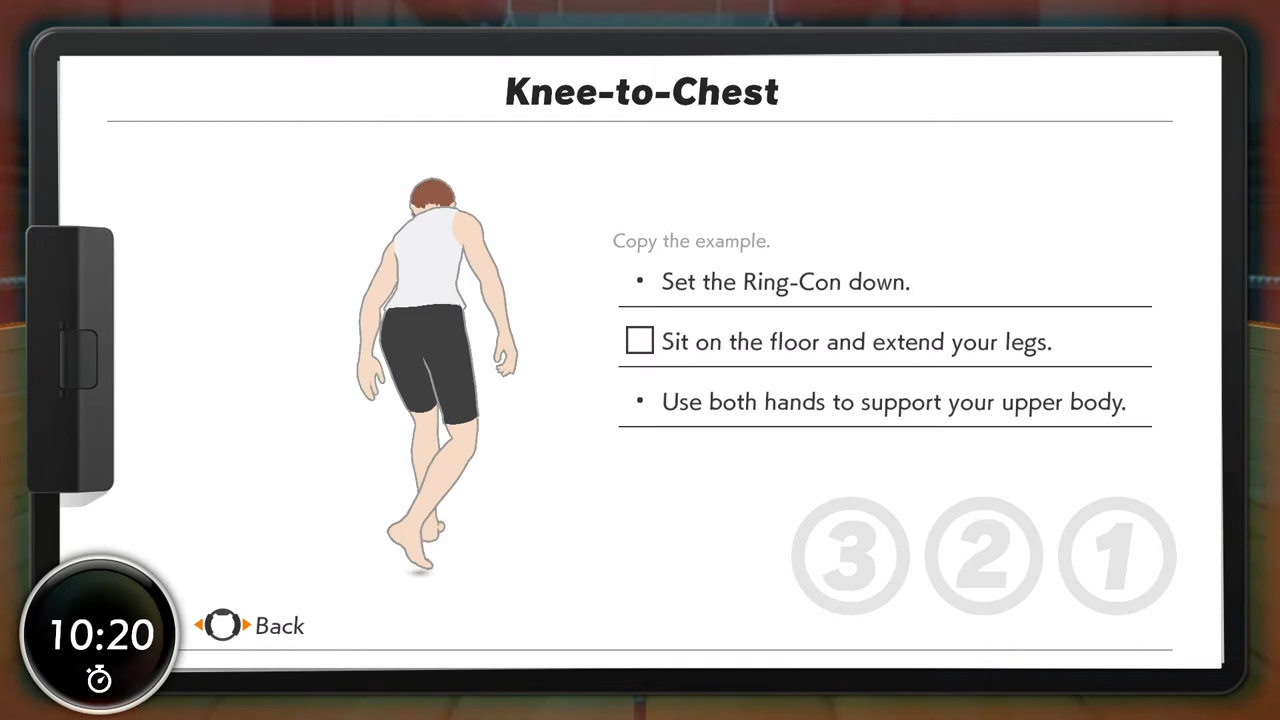 Knee-to-Chest
Copy the example.
• Set the Ring-Con down.
Sit on the floor and extend your legs.
• Use both hands to support your upper body.
3 2 1
10:20
Back